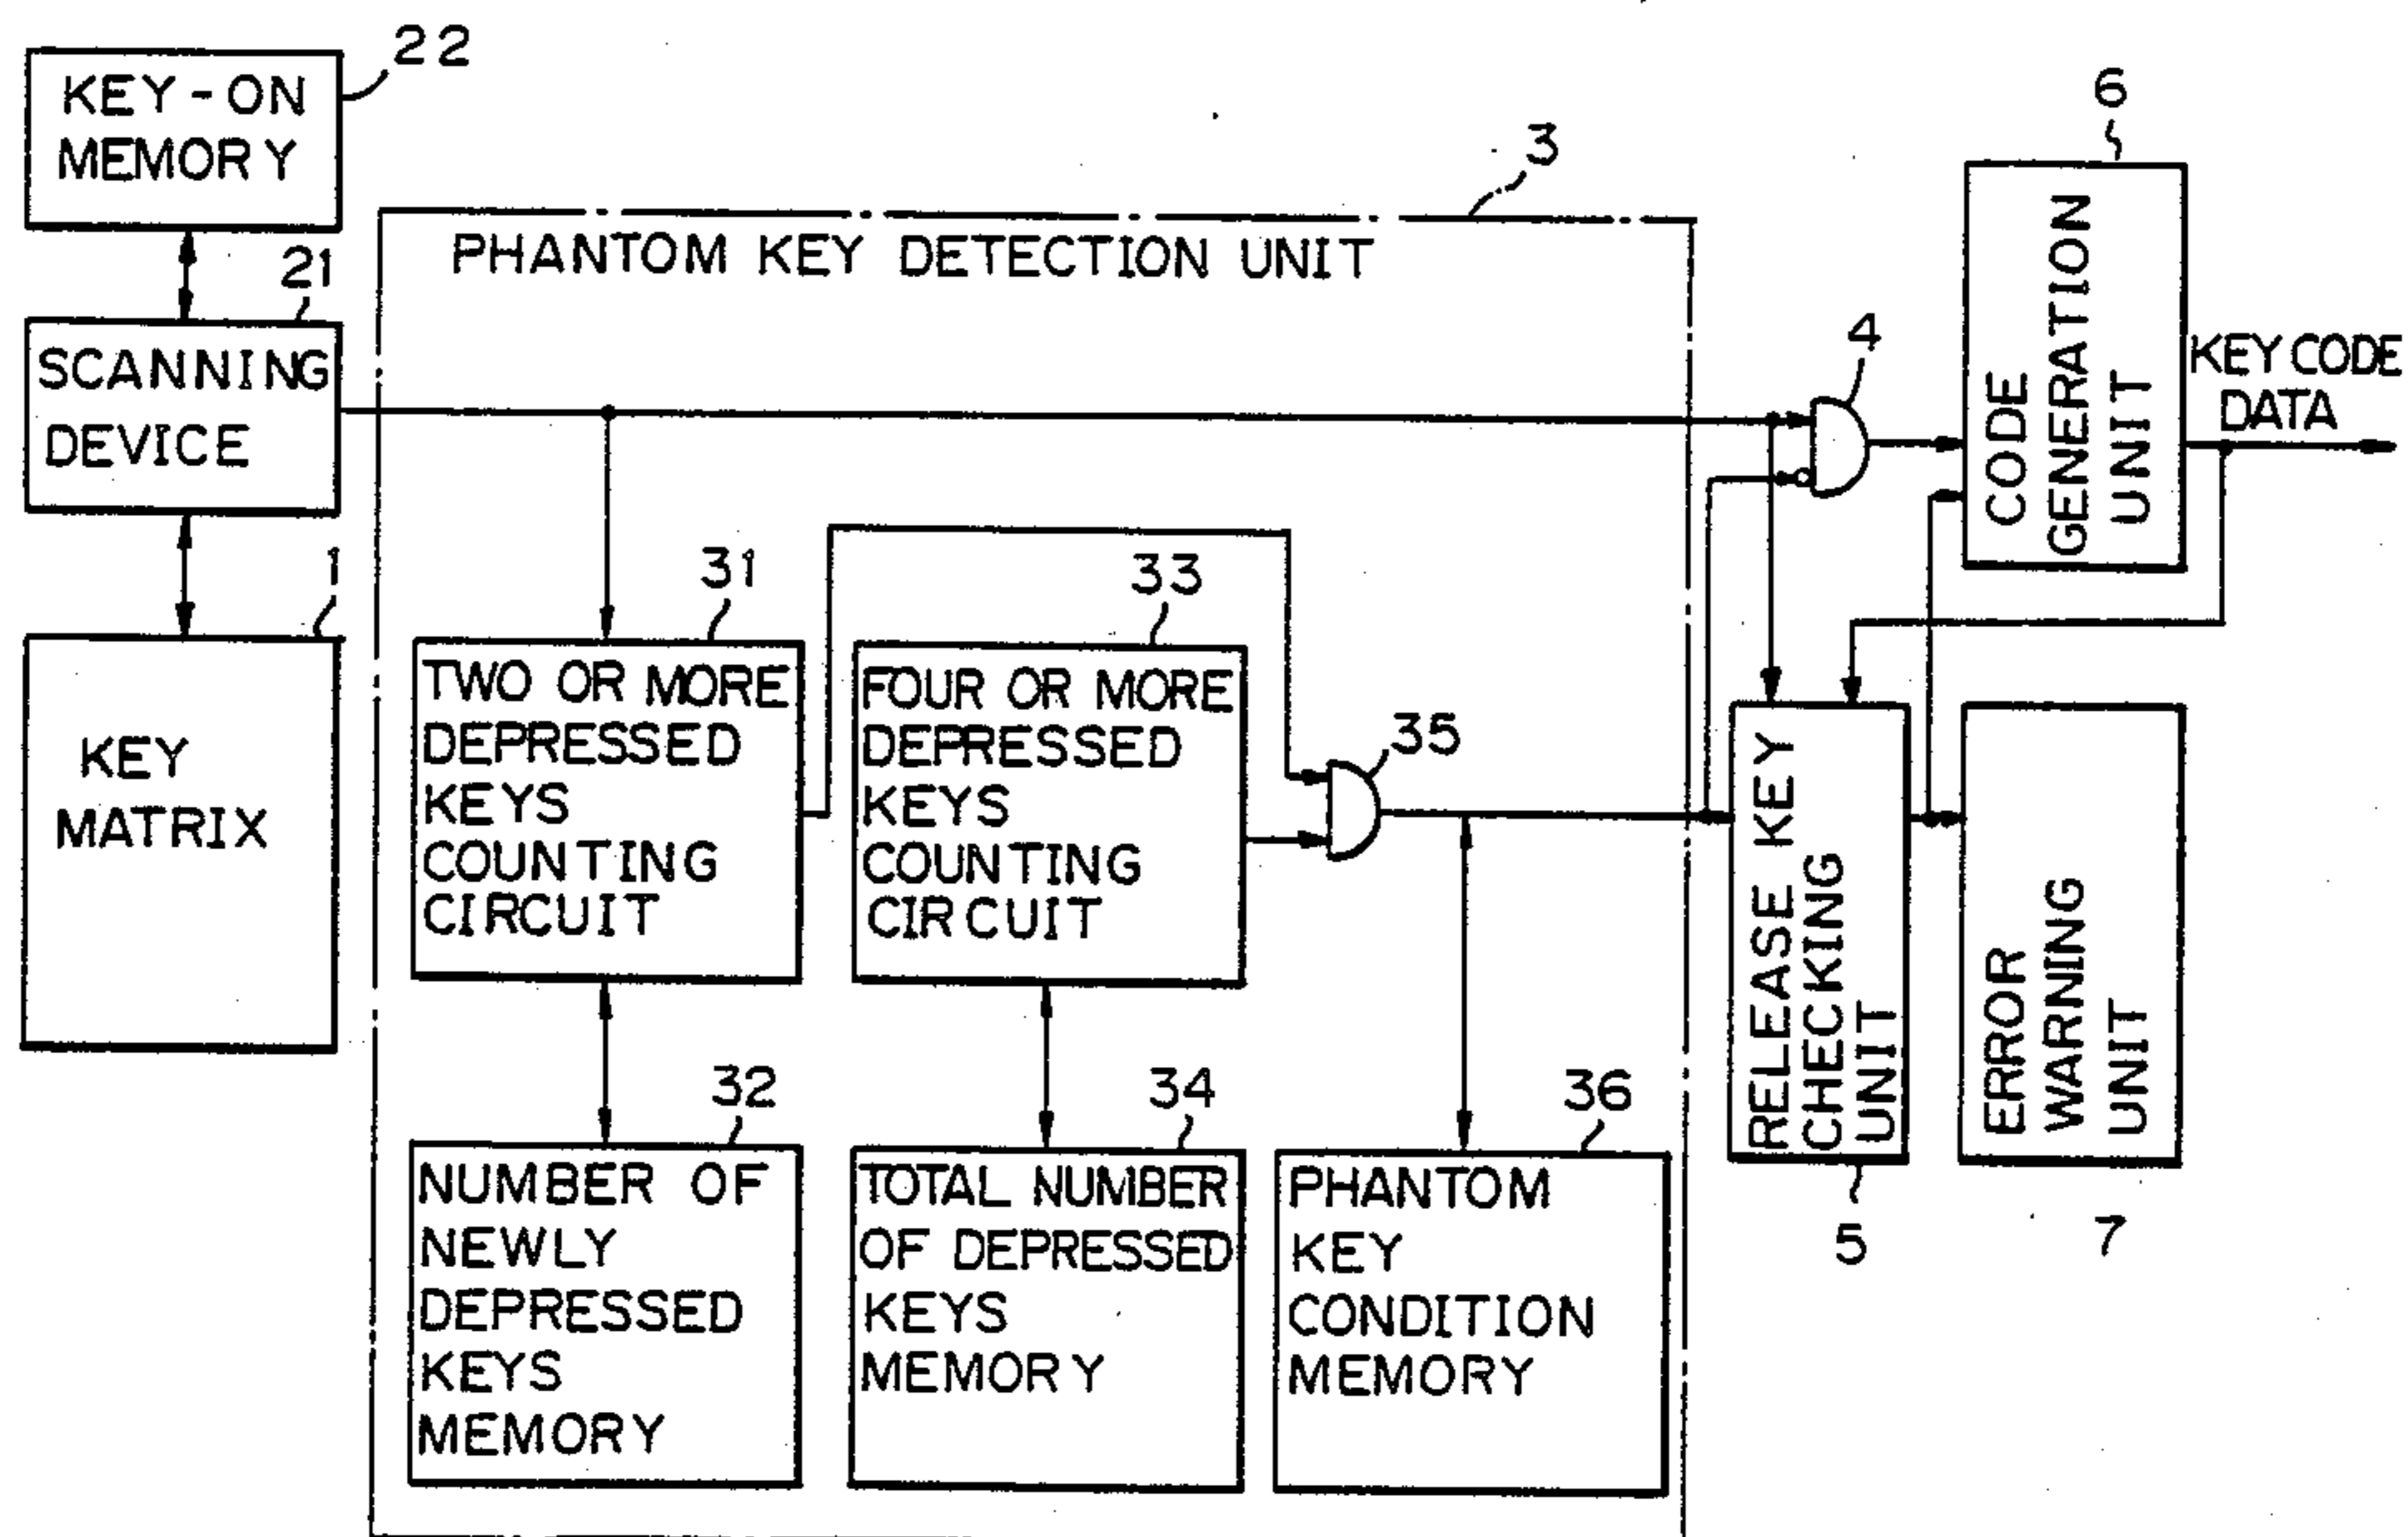 22
KEY-ON
MEMORY
21
SCANNING
DEVICE
1
KEY
MATRIX
3
PHANTOM KEY DETECTION UNIT
31
TWO OR MORE
DEPRESSED
KEYS
COUNTING
CIRCUIT
33
FOUR OR MORE
DEPRESSED
KEYS
COUNTING
CIRCUIT
35
32
NUMBER OF
NEWLY
DEPRESSED
KEYS
MEMORY
34
TOTAL NUMBER
OF DEPRESSED
KEYS
MEMORY
36
PHANTOM
KEY
CONDITION
MEMORY
4
6
CODE
GENERATION
UNIT
KEY CODE
DATA
RELEASE KEY
CHECKING
UNIT
5
ERROR
WARNING
UNIT
7